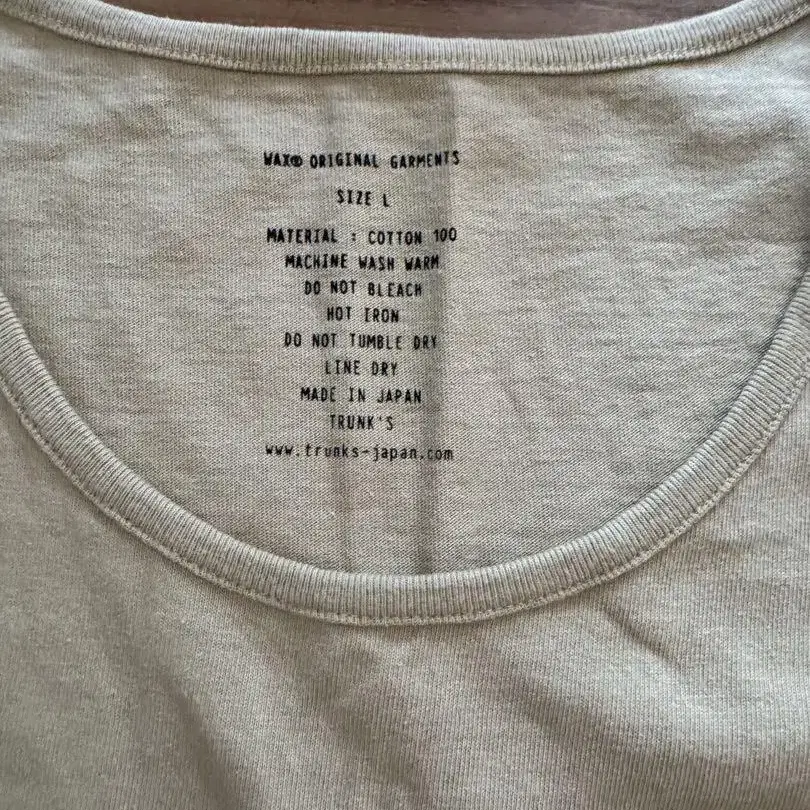 WAX® ORIGINAL GARMENTS
SIZE L
MATERIAL : COTTON 100
MACHINE WASH WARM
DO NOT BLEACH
HOT IRON
DO NOT TUMBLE DRY
LINE DRY
MADE IN JAPAN
TRUNK'S
www.trunks-japan.com